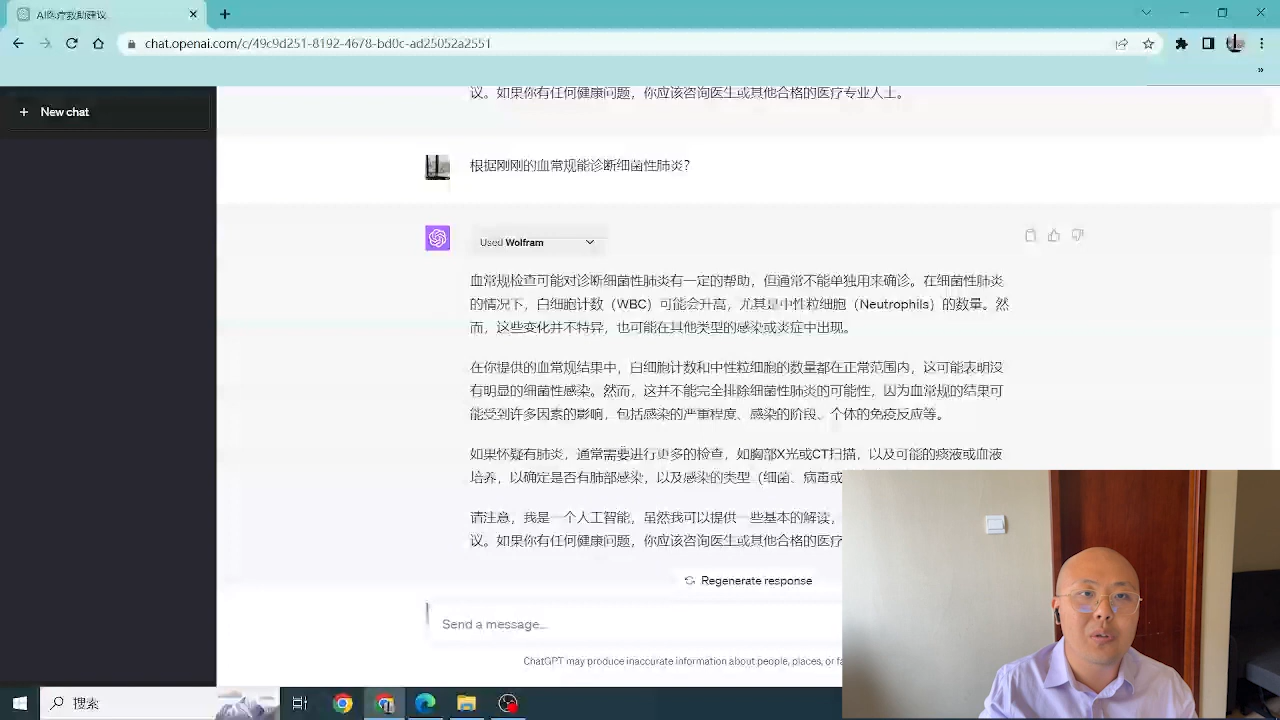 AI医疗救助建议
chat.openai.com/c/49c9d251-8192-4678-bd0c-ad25052a2551
New chat
议。如果你有任何健康问题，你应该咨询医生或其他合格的医疗专业人士。
根据刚刚的血常规能诊断细菌性肺炎?
Used Wolfram
血常规检查可能对诊断细菌性肺炎有一定的帮助，但通常不能单独用来确诊。在细菌性肺炎
的情况下，白细胞计数（WBC）可能会升高，尤其是中性粒细胞（Neutrophils）的数量。然
而，这些变化并不特异，也可能在其他类型的感染或炎症中出现。
在你提供的血常规结果中，白细胞计数和中性粒细胞的数量都在正常范围内，这可能表明没
有明显的细菌性感染。然而，这并不能完全排除细菌性肺炎的可能性，因为血常规的结果可
能受到许多因素的影响，包括感染的严重程度、感染的阶段、个体的免疫反应等。
如果怀疑有肺炎，通常需要进行更多的检查，如胸部X光或CT扫描，以及可能的痰液或血液
培养，以确定是否有肺部感染，以及感染的类型（细菌、病毒或
请注意，我是一个人工智能，虽然我可以提供一些基本的解读，
议。如果你有任何健康问题，你应该咨询医生或其他合格的医疗
Regenerate response
Send a message...
ChatGPT may produce inaccurate information about people, places, or fa
搜索